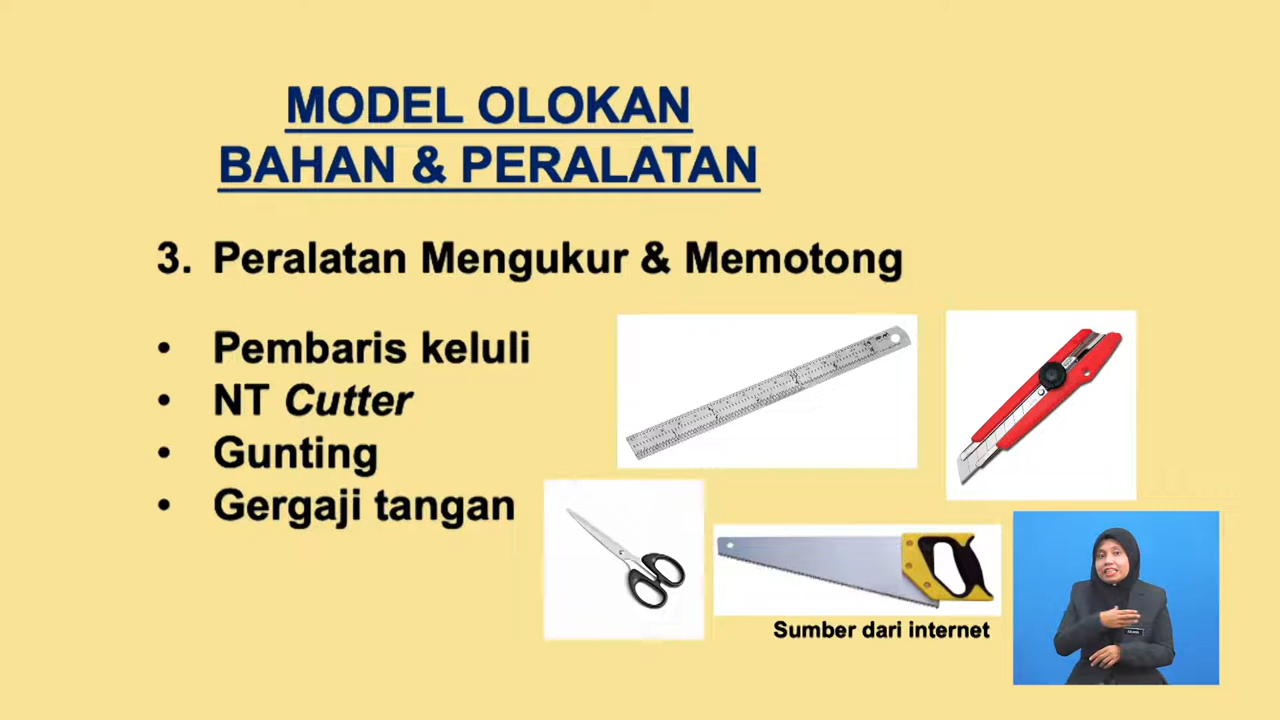 MODEL OLOKAN
BAHAN & PERALATAN
3. Peralatan Mengukur & Memotong
• Pembaris keluli
• NT Cutter
• Gunting
• Gergaji tangan
Sumber dari internet